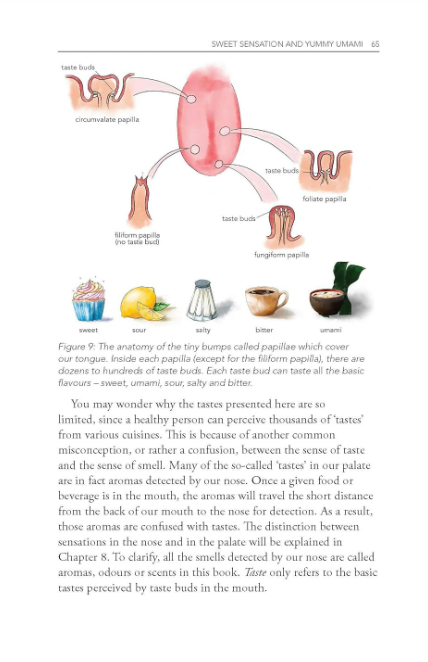 SWEET SENSATION AND YUMMY UMAMI 65
taste buds
circumvalate papilla
taste buds
foliate papilla
taste buds
filiform papilla
(no taste bud)
fungiform papilla
sweet sour salty bitter umami
Figure 9: The anatomy of the tiny bumps called papillae which cover
our tongue. Inside each papilla (except for the filiform papilla), there are
dozens to hundreds of taste buds. Each taste bud can taste all the basic
flavours – sweet, umami, sour, salty and bitter.
You may wonder why the tastes presented here are so
limited, since a healthy person can perceive thousands of ‘tastes’
from various cuisines. This is because of another common
misconception, or rather a confusion, between the sense of taste
and the sense of smell. Many of the so-called ‘tastes’ in our palate
are in fact aromas detected by our nose. Once a given food or
beverage is in the mouth, the aromas will travel the short distance
from the back of our mouth to the nose for detection. As a result,
those aromas are confused with tastes. The distinction between
sensations in the nose and in the palate will be explained in
Chapter 8. To clarify, all the smells detected by our nose are called
aromas, odours or scents in this book. Taste only refers to the basic
tastes perceived by taste buds in the mouth.